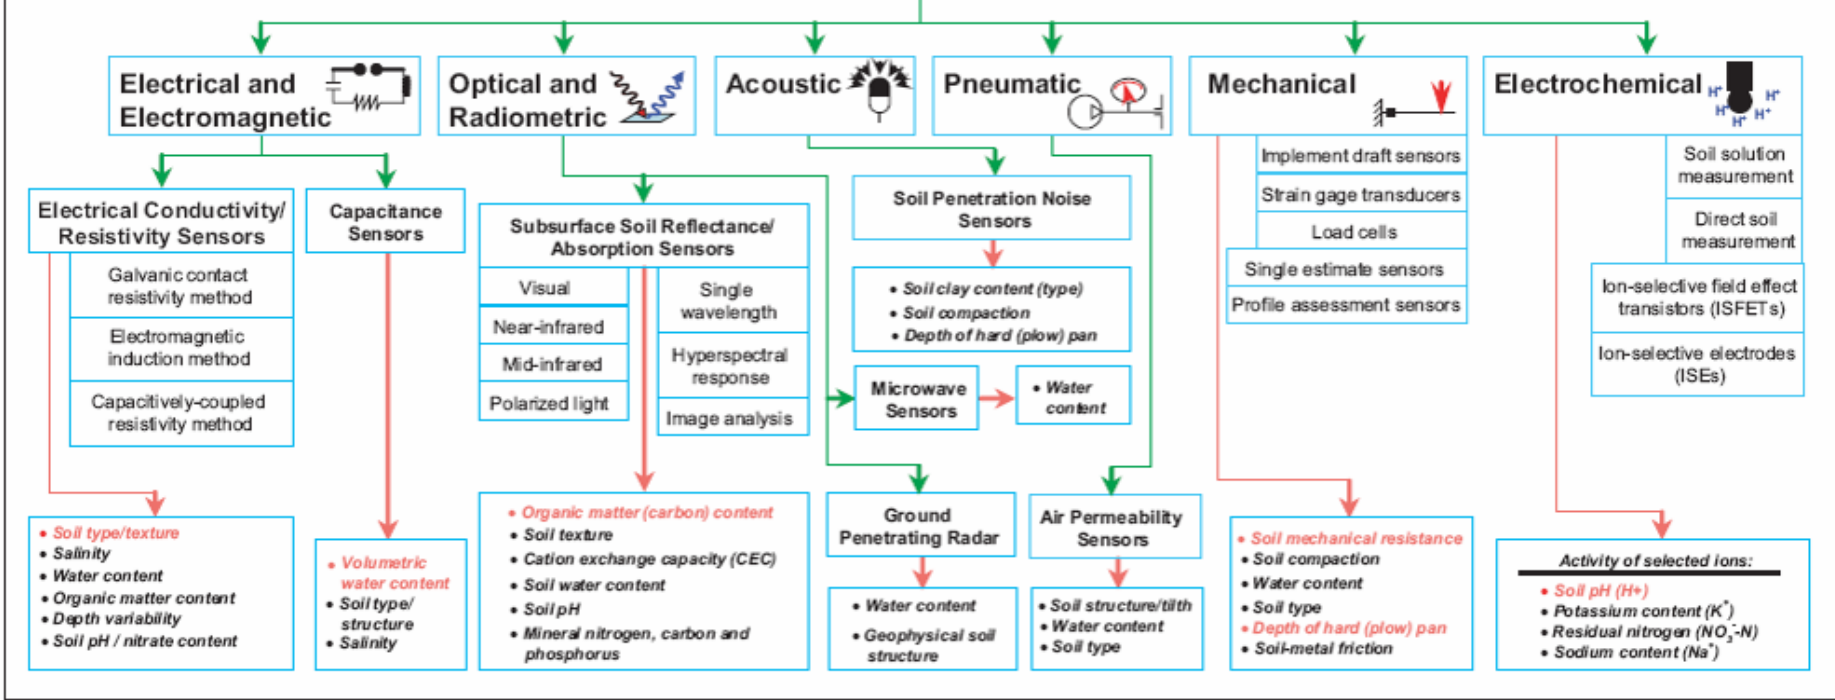 Electrical and
Electromagnetic
Optical and
Radiometric
Acoustic
Pneumatic
Mechanical
Electrochemical
H+
H+
H+
H+
H+
Electrical Conductivity/
Resistivity Sensors
Galvanic contact
resistivity method
Electromagnetic
induction method
Capacitively-coupled
resistivity method
• Soil type/texture
• Salinity
• Water content
• Organic matter content
• Depth variability
• Soil pH / nitrate content
Capacitance
Sensors
• Volumetric
water content
• Soil type/
structure
• Salinity
Subsurface Soil Reflectance/
Absorption Sensors
Visual
Near-infrared
Mid-infrared
Polarized light
Single
wavelength
Hyperspectral
response
Image analysis
• Organic matter (carbon) content
• Soil texture
• Cation exchange capacity (CEC)
• Soil water content
• Soil pH
• Mineral nitrogen, carbon and
phosphorus
Soil Penetration Noise
Sensors
• Soil clay content (type)
• Soil compaction
• Depth of hard (plow) pan
Microwave
Sensors
• Water
content
Ground
Penetrating Radar
• Water content
• Geophysical soil
structure
Air Permeability
Sensors
• Soil structure/tilth
• Water content
• Soil type
Implement draft sensors
Strain gage transducers
Load cells
Single estimate sensors
Profile assessment sensors
• Soil mechanical resistance
• Soil compaction
• Water content
• Soil type
• Depth of hard (plow) pan
• Soil-metal friction
Soil solution
measurement
Direct soil
measurement
Ion-selective field effect
transistors (ISFETs)
Ion-selective electrodes
(ISEs)
Activity of selected ions:
• Soil pH (H+)
• Potassium content (K⁺)
• Residual nitrogen (NO₃⁻-N)
• Sodium content (Na⁺)